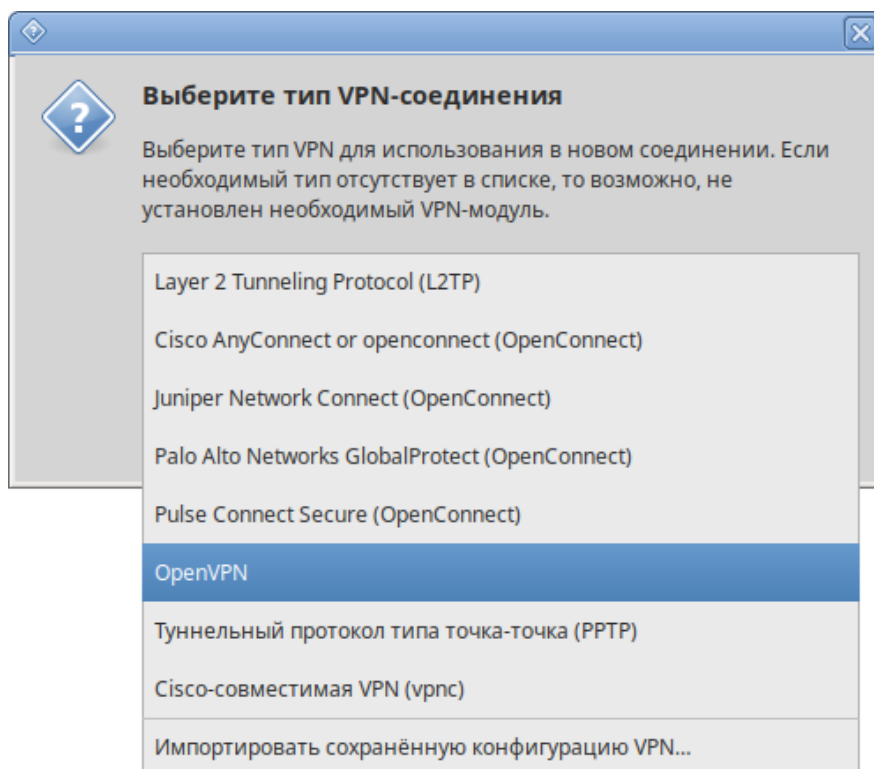 Выберите тип VPN-соединения
Выберите тип VPN для использования в новом соединении. Если
необходимый тип отсутствует в списке, то возможно, не
установлен необходимый VPN-модуль.
Layer 2 Tunneling Protocol (L2TP)
Cisco AnyConnect or openconnect (OpenConnect)
Juniper Network Connect (OpenConnect)
Palo Alto Networks GlobalProtect (OpenConnect)
Pulse Connect Secure (OpenConnect)
OpenVPN
Туннельный протокол типа точка-точка (PPTP)
Cisco-совместимая VPN (vpnc)
Импортировать сохранённую конфигурацию VPN...